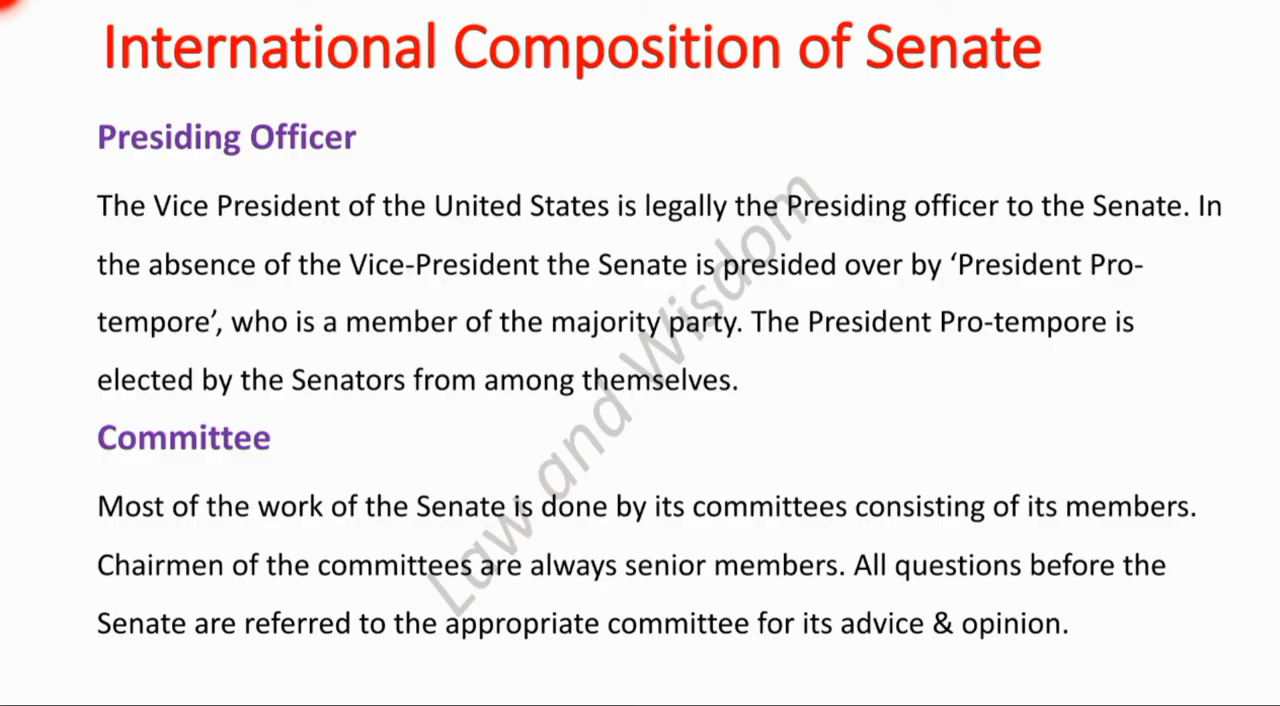 International Composition of Senate
Presiding Officer
The Vice President of the United States is legally the Presiding officer to the Senate. In
the absence of the Vice-President the Senate is presided over by ‘President Pro-
tempore’, who is a member of the majority party. The President Pro-tempore is
elected by the Senators from among themselves.
Committee
Most of the work of the Senate is done by its committees consisting of its members.
Chairmen of the committees are always senior members. All questions before the
Senate are referred to the appropriate committee for its advice & opinion.
Law and Wisdom